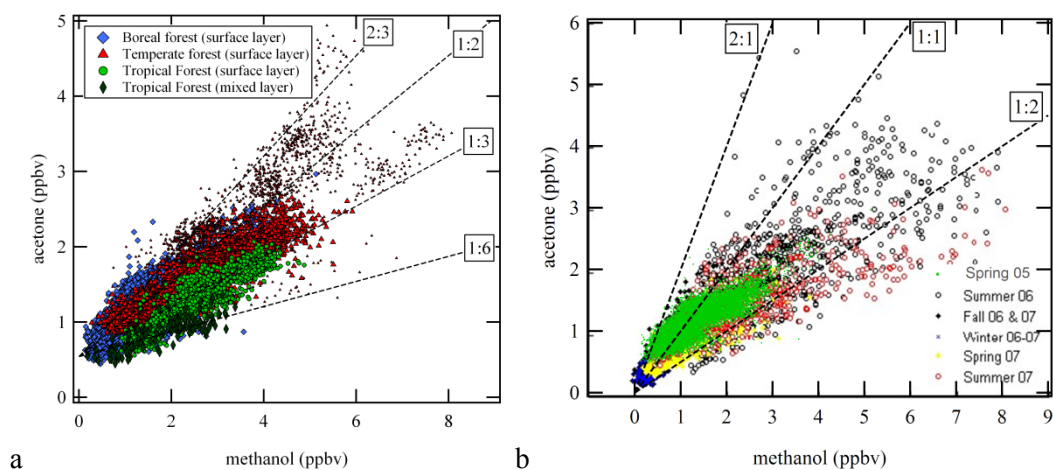 5
4
3
2
1
0
acetone (ppbv)
Boreal forest (surface layer)
Temperate forest (surface layer)
Tropical Forest (surface layer)
Tropical Forest (mixed layer)
2:3
1:2
1:3
1:6
0 2 4 6 8
methanol (ppbv)
a
6
5
4
3
2
1
0
acetone (ppbv)
2:1
1:1
1:2
Spring 05
Summer 06
Fall 06 & 07
Winter 06-07
Spring 07
Summer 07
0 1 2 3 4 5 6 7 8 9
methanol (ppbv)
b